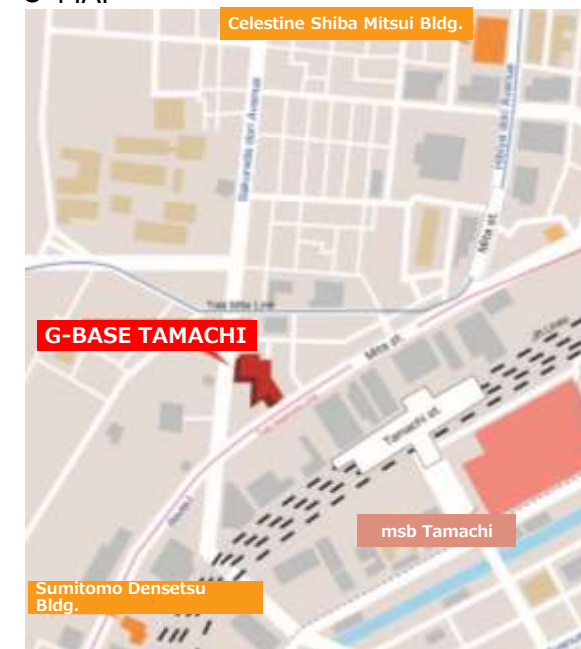 Celestine Shiba Mitsui Bldg.
Hibiya dori Avenue
Sakurada dori Avenue
Mita st.
Toei Mita Line
G-BASE TAMACHI
Mita st.
JR Lines
Tamachi st.
msb Tamachi
Sumitomo Densetsu
Bldg.